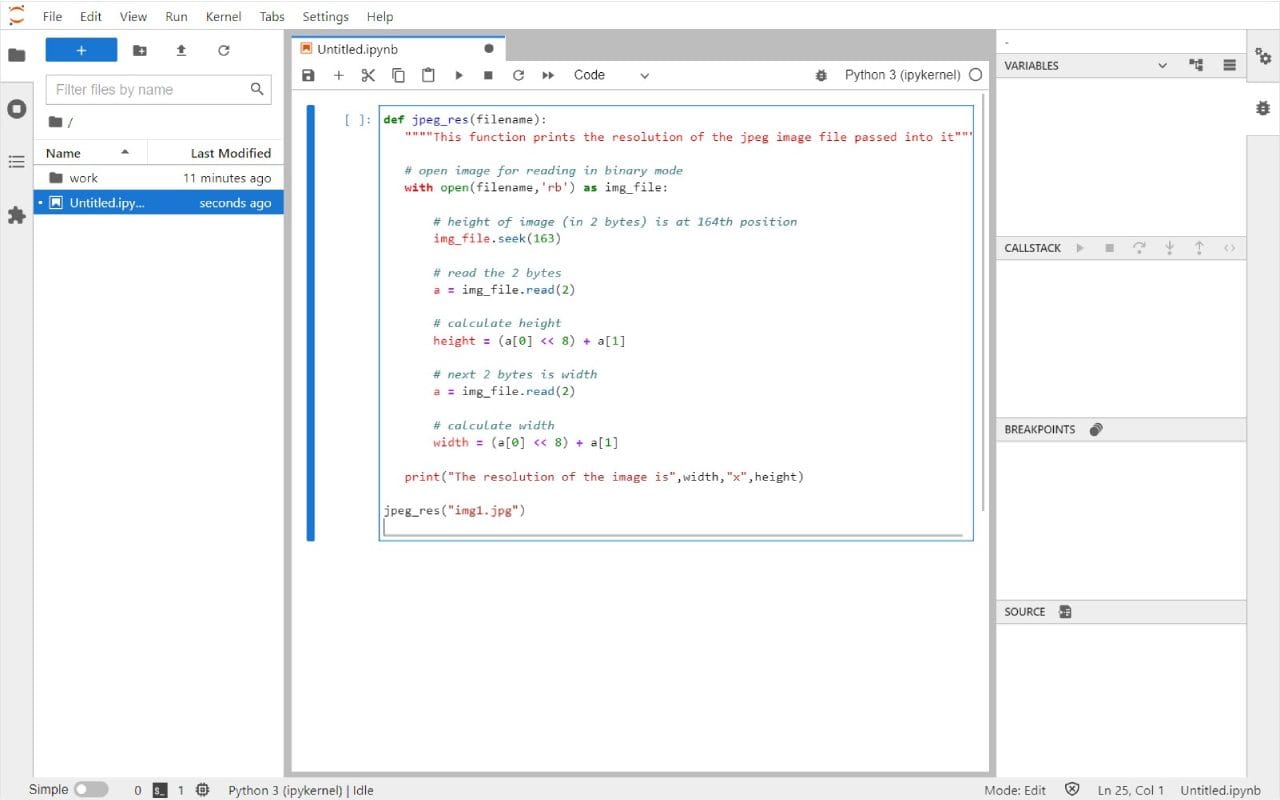 File Edit View Run Kernel Tabs Settings Help
+
Filter files by name
/
Name Last Modified
work 11 minutes ago
Untitled.ipy... seconds ago
Untitled.ipynb
Code
Python 3 (ipykernel)
[ ]:
def jpeg_res(filename):
""""This function prints the resolution of the jpeg image file passed into it"""
# open image for reading in binary mode
with open(filename,'rb') as img_file:
# height of image (in 2 bytes) is at 164th position
img_file.seek(163)
# read the 2 bytes
a = img_file.read(2)
# calculate height
height = (a[0] << 8) + a[1]
# next 2 bytes is width
a = img_file.read(2)
# calculate width
width = (a[0] << 8) + a[1]
print("The resolution of the image is",width,"x",height)
jpeg_res("img1.jpg")
-
VARIABLES
CALLSTACK
BREAKPOINTS
SOURCE
Simple 0 $_ 1 Python 3 (ipykernel) | Idle Mode: Edit Ln 25, Col 1 Untitled.ipynb